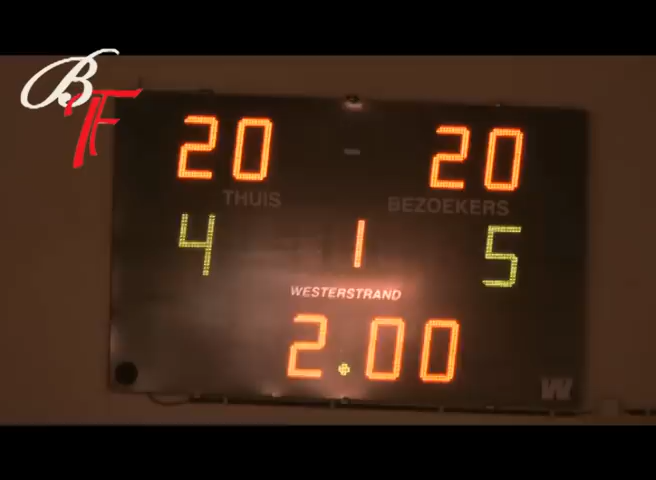 BF
20 20
THUIS BEZOEKERS
4 1 5
WESTERSTRAND
2.00
W